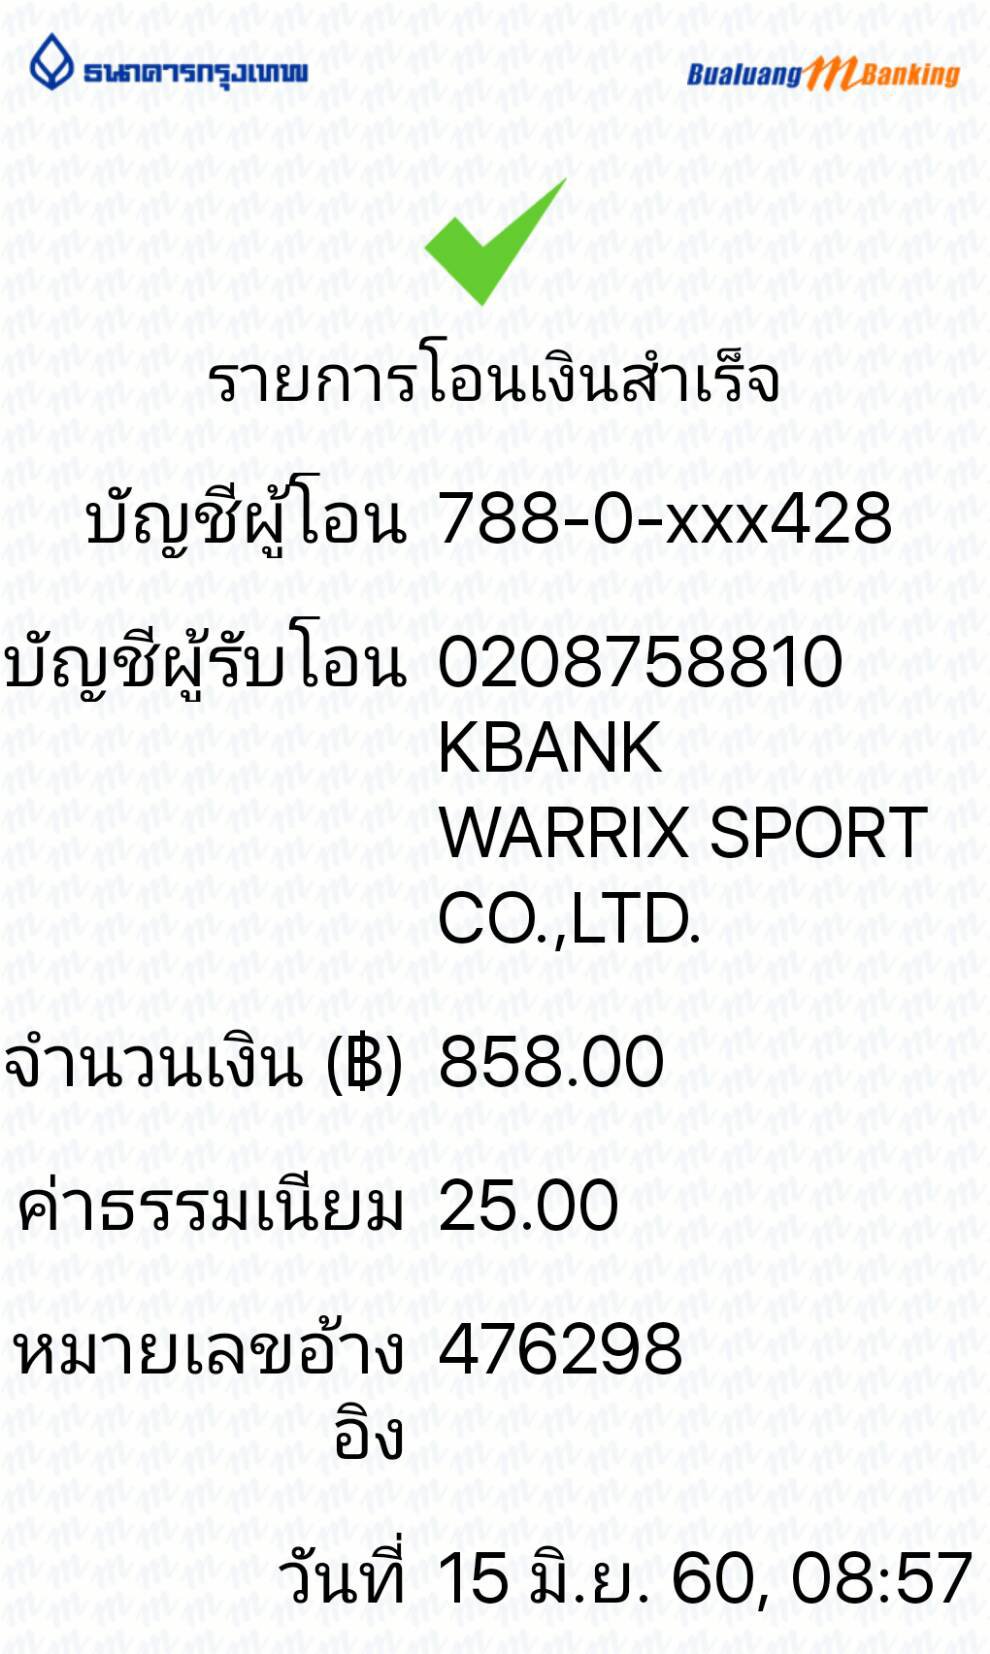 ธนาคารกรุงเทพ
Bualuang mBanking
รายการโอนเงินสำเร็จ
บัญชีผู้โอน 788-0-xxx428
บัญชีผู้รับโอน 0208758810
KBANK
WARRIX SPORT
CO.,LTD.
จำนวนเงิน (฿) 858.00
ค่าธรรมเนียม 25.00
หมายเลขอ้าง 476298
อิง
วันที่ 15 มิ.ย. 60, 08:57